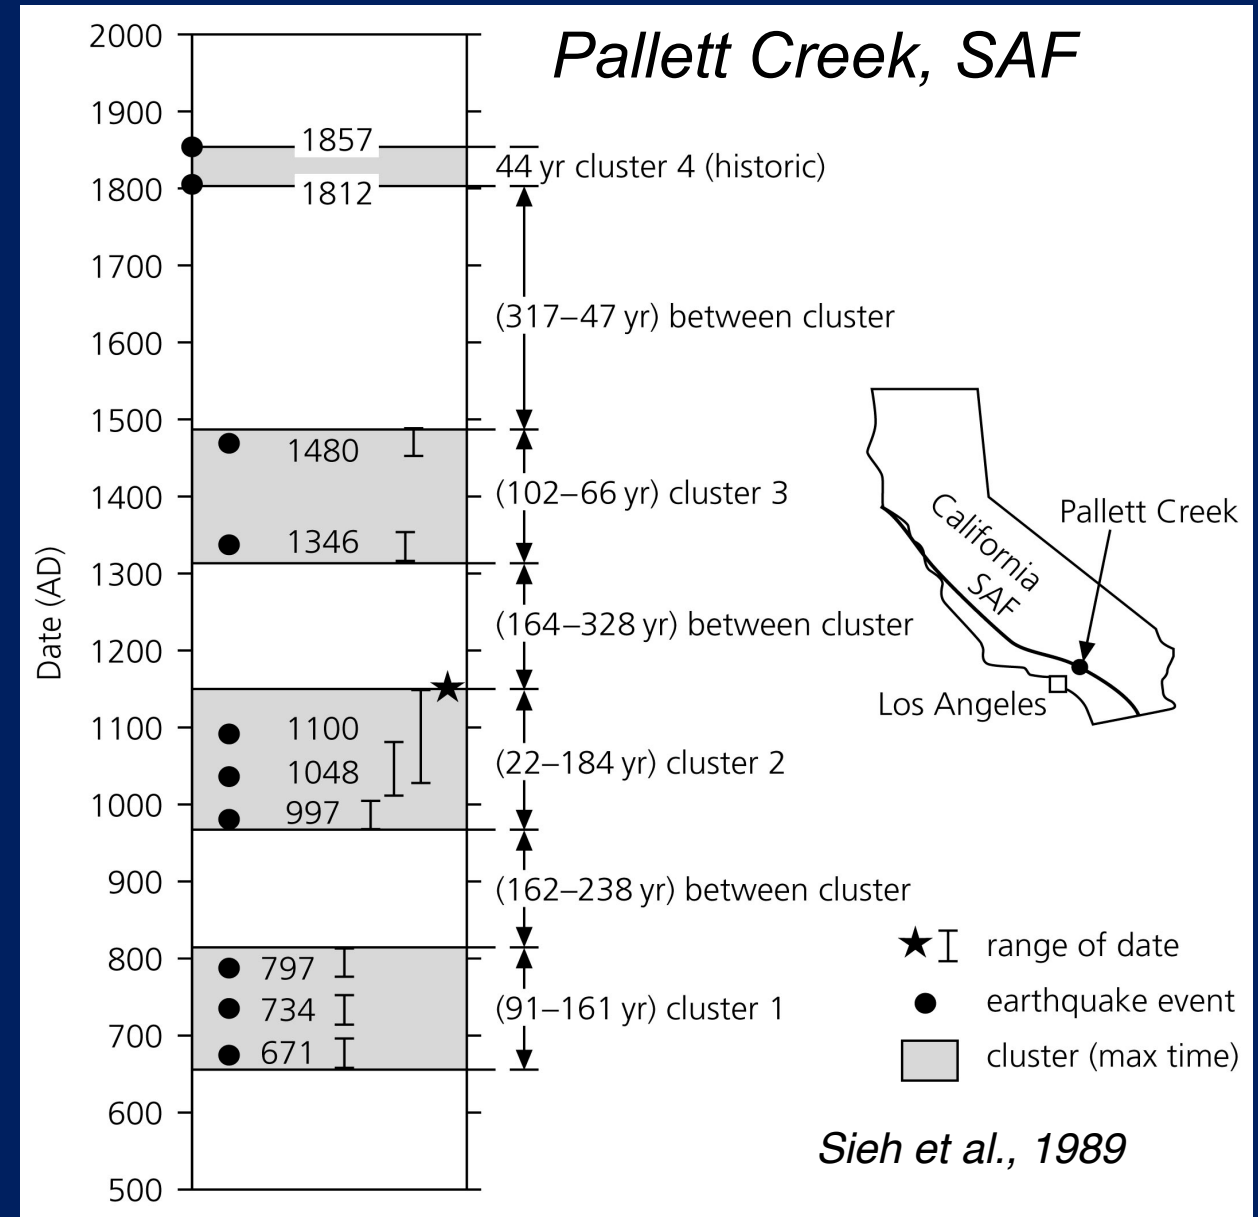 Pallett Creek, SAF
2000
1900
1857
44 yr cluster 4 (historic)
1800
1812
1700
(317–47 yr) between cluster
1600
1500
1480
(102–66 yr) cluster 3
1400
1346
1300
(164–328 yr) between cluster
1200
1100
1100
1048
(22–184 yr) cluster 2
1000
997
900
(162–238 yr) between cluster
800
797
734
(91–161 yr) cluster 1
700
671
600
500
Date (AD)
California
SAF
Pallett Creek
Los Angeles
range of date
earthquake event
cluster (max time)
Sieh et al., 1989